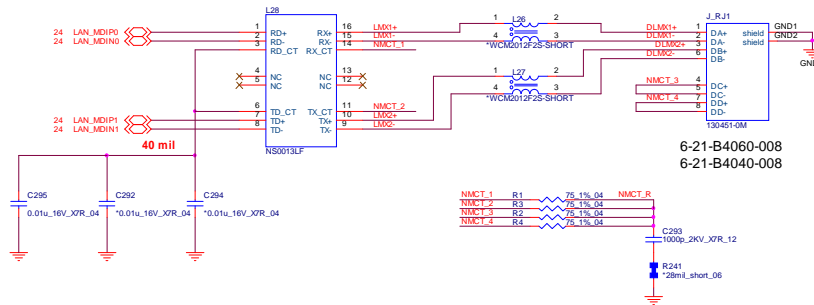 L28
24 LAN_MDIP0
24 LAN_MDIN0
1 RD+ RX+ 16 LMX1+
2 RD- RX- 15 LMX1-
3 RD_CT RX_CT 14 NMCT_1
4 NC NC 13
5 NC NC 12
6 TD_CT TX_CT 11 NMCT_2
7 TD+ TX+ 10 LMX2+
8 TD- TX- 9 LMX2-
24 LAN_MDIP1
24 LAN_MDIN1
NS0013LF
40 mil
1 L26 2
4 3
*WCM2012F2S-SHORT
1 L27 2
4 3
*WCM2012F2S-SHORT
J_RJ1
DLMX1+ 1 DA+ shield GND1
DLMX1- 2 DA- shield GND2
DLMX2+ 3 DB+
DLMX2- 6 DB-
GND
NMCT_3 4 DC+
5 DC-
NMCT_4 7 DD+
8 DD-
130451-0M
6-21-B4060-008
6-21-B4040-008
C295
0.01u_16V_X7R_04
C292
*0.01u_16V_X7R_04
C294
*0.01u_16V_X7R_04
NMCT_1 R1 75_1%_04 NMCT_R
NMCT_2 R3 75_1%_04
NMCT_3 R2 75_1%_04
NMCT_4 R4 75_1%_04
C293
1000p_2KV_X7R_12
R241
*28mil_short_06